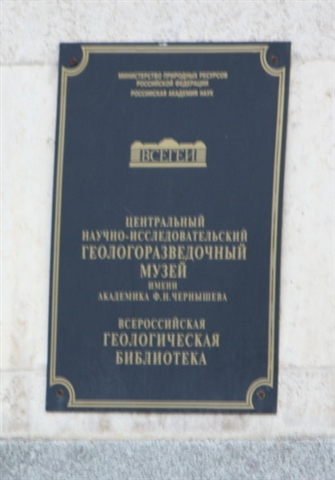 МИНИСТЕРСТВО ПРИРОДНЫХ РЕСУРСОВ
РОССИЙСКОЙ ФЕДЕРАЦИИ
РОССИЙСКАЯ АКАДЕМИЯ НАУК
ВСЕГЕИ
ЦЕНТРАЛЬНЫЙ
НАУЧНО-ИССЛЕДОВАТЕЛЬСКИЙ
ГЕОЛОГОРАЗВЕДОЧНЫЙ
МУЗЕЙ
ИМЕНИ
АКАДЕМИКА Ф.Н.ЧЕРНЫШЕВА
ВСЕРОССИЙСКАЯ
ГЕОЛОГИЧЕСКАЯ
БИБЛИОТЕКА